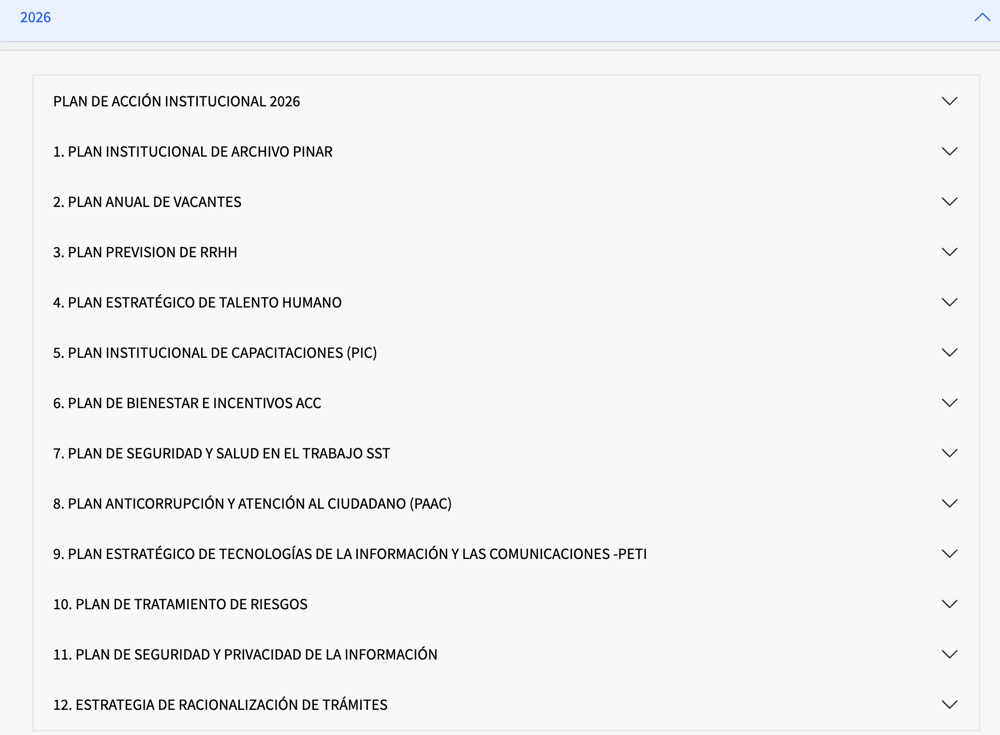 2026
PLAN DE ACCIÓN INSTITUCIONAL 2026
1. PLAN INSTITUCIONAL DE ARCHIVO PINAR
2. PLAN ANUAL DE VACANTES
3. PLAN PREVISION DE RRHH
4. PLAN ESTRATÉGICO DE TALENTO HUMANO
5. PLAN INSTITUCIONAL DE CAPACITACIONES (PIC)
6. PLAN DE BIENESTAR E INCENTIVOS ACC
7. PLAN DE SEGURIDAD Y SALUD EN EL TRABAJO SST
8. PLAN ANTICORRUPCIÓN Y ATENCIÓN AL CIUDADANO (PAAC)
9. PLAN ESTRATÉGICO DE TECNOLOGÍAS DE LA INFORMACIÓN Y LAS COMUNICACIONES -PETI
10. PLAN DE TRATAMIENTO DE RIESGOS
11. PLAN DE SEGURIDAD Y PRIVACIDAD DE LA INFORMACIÓN
12. ESTRATEGIA DE RACIONALIZACIÓN DE TRÁMITES